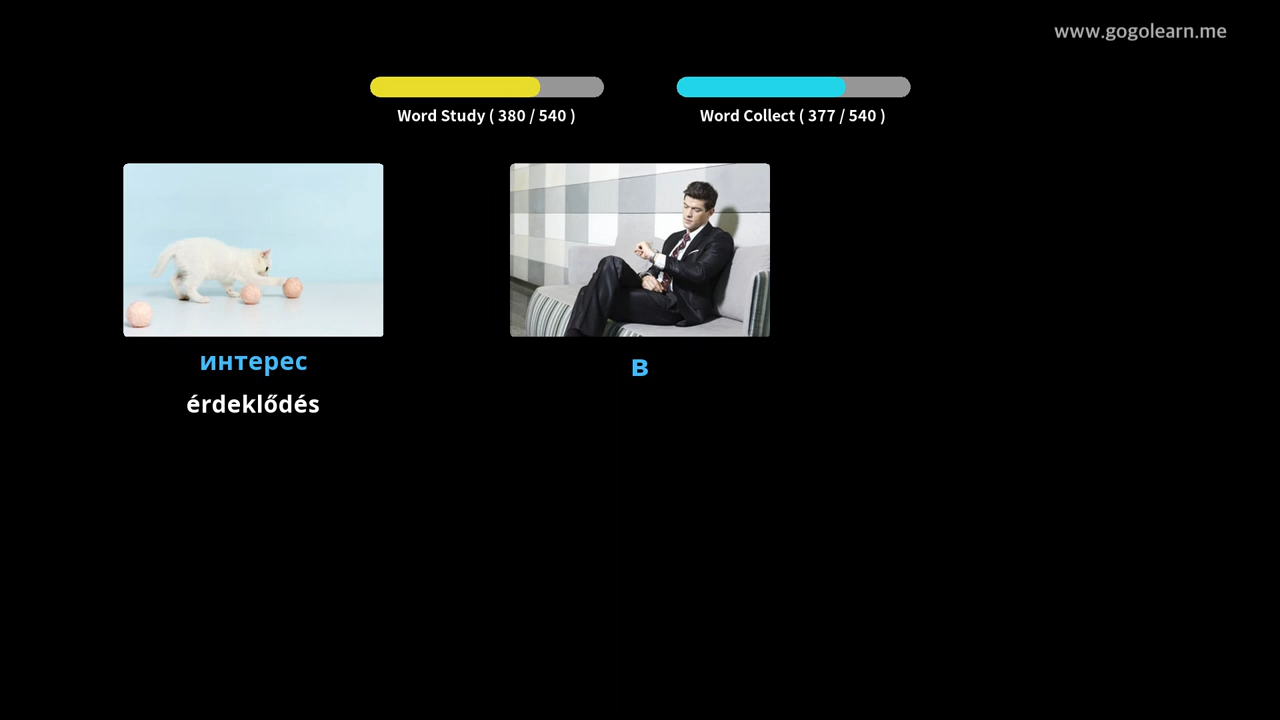 www.gogolearn.me
Word Study ( 380 / 540 )
Word Collect ( 377 / 540 )
интерес
érdeklődés
в